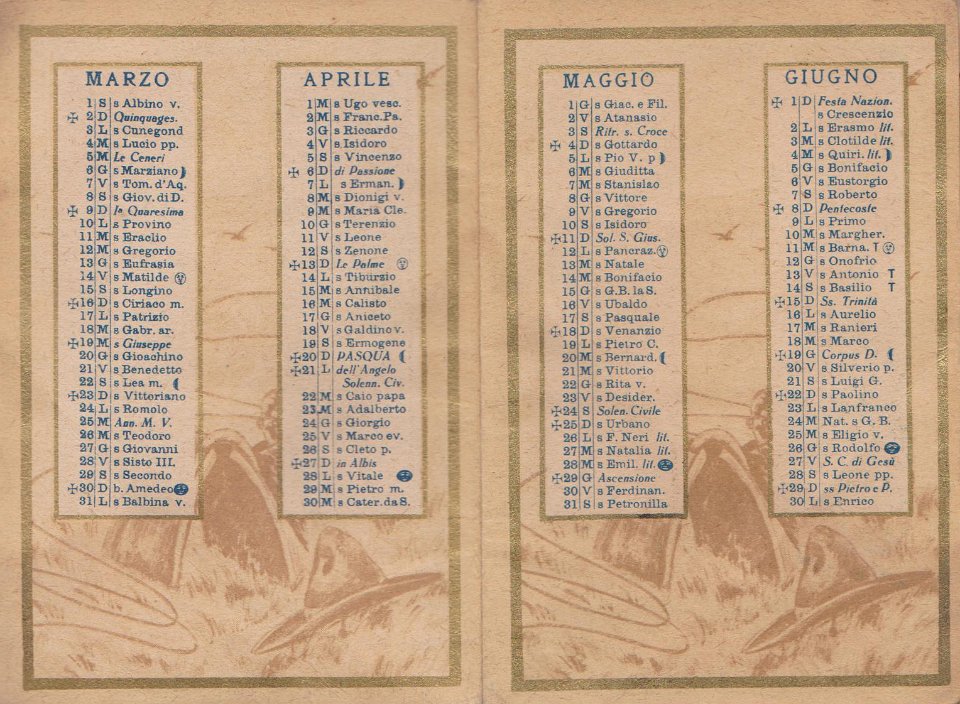 MARZO
✠ 1 S s Albino v.
✠ 2 D Quinquages.
3 L s Cunegond
4 M s Lucio pp.
5 M Le Ceneri
6 G s Marziano
7 V s Tom. d'Aq.
8 S s Giov. di D.
✠ 9 D Iª Quaresima
10 L s Provino
11 M s Eraclio
12 M s Gregorio
13 G s Eufrasia
14 V s Matilde
15 S s Longino
✠ 16 D s Ciriaco m.
17 L s Patrizio
18 M s Gabr. ar.
✠ 19 M s Giuseppe
20 G s Gioachino
21 V s Benedetto
22 S s Lea m.
✠ 23 D s Vittoriano
24 L s Romolo
25 M Ann. M. V.
26 M s Teodoro
27 G s Giovanni
28 V s Sisto III.
29 S s Secondo
✠ 30 D b. Amedeo
31 L s Balbina v.
APRILE
1 M s Ugo vesc.
2 M s Franc. Pa.
3 G s Riccardo
4 V s Isidoro
5 S s Vincenzo
✠ 6 D di Passione
7 L s Erman.
8 M s Dionigi v.
9 M s Maria Cle.
10 G s Terenzio
11 V s Leone
12 S s Zenone
✠ 13 D Le Palme
14 L s Tiburzio
15 M s Annibale
16 M s Calisto
17 G s Aniceto
18 V s Galdino v.
19 S s Ermogene
✠ 20 D PASQUA
✠ 21 L dell'Angelo
Solenn. Civ.
22 M s Caio papa
23 M s Adalberto
24 G s Giorgio
25 V s Marco ev.
26 S s Cleto p.
✠ 27 D in Albis
28 L s Vitale
29 M s Pietro m.
30 M s Cater. da S.
MAGGIO
1 G s Giac. e Fil.
2 V s Atanasio
3 S Ritr. s. Croce
✠ 4 D s Gottardo
5 L s Pio V. p
6 M s Giuditta
7 M s Stanislao
8 G s Vittore
9 V s Gregorio
10 S s Isidoro
✠ 11 D Sol. S. Gius.
12 L s Pancraz.
13 M s Natale
14 M s Bonifacio
15 G s G. B. la S.
16 V s Ubaldo
17 S s Pasquale
✠ 18 D s Venanzio
19 L s Pietro C.
20 M s Bernard.
21 M s Vittorio
22 G s Rita v.
23 V s Desider.
✠ 24 S Solen. Civile
✠ 25 D s Urbano
26 L s F. Neri lit.
27 M s Natalia lit.
28 M s Emil. lit.
✠ 29 G Ascensione
30 V s Ferdinan.
31 S s Petronilla
GIUGNO
✠ 1 D Festa Nazion.
s Crescenzio
2 L s Erasmo lit.
3 M s Clotilde lit.
4 M s Quiri. lit.
5 G s Bonifacio
6 V s Eustorgio
7 S s Roberto
✠ 8 D Pentecoste
9 L s Primo
10 M s Margher.
11 M s Barna. T
12 G s Onofrio
13 V s Antonio T
14 S s Basilio T
✠ 15 D Ss. Trinità
16 L s Aurelio
17 M s Ranieri
18 M s Marco
✠ 19 G Corpus D.
20 V s Silverio p.
21 S s Luigi G.
✠ 22 D s Paolino
23 L s Lanfranco
24 M Nat. s G. B.
25 M s Eligio v.
26 G s Rodolfo
27 V S. C. di Gesù
28 S s Leone pp.
✠ 29 D ss Pietro e P.
30 L s Enrico